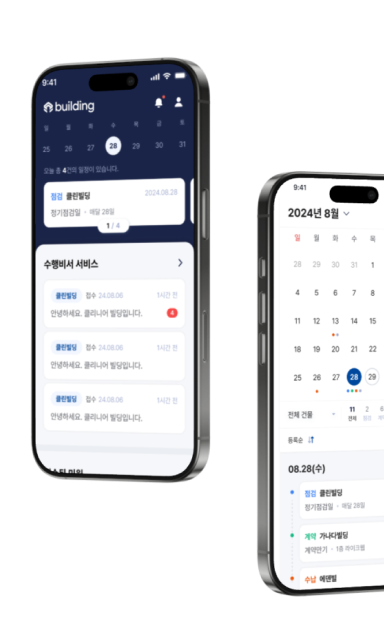 9:41
building
일 월 화 수 목 금 토
25 26 27 28 29 30 31
오늘 총 4건의 일정이 있습니다.
점검 클린빌딩 2024.08.28
정기점검일 · 매달 28일
1 / 4
수행비서 서비스
클린빌딩 접수 24.08.06 1시간 전
안녕하세요. 클리니어 빌딩입니다. 4
클린빌딩 접수 24.08.06 1시간 전
안녕하세요. 클리니어 빌딩입니다.
클린빌딩 접수 24.08.06 1시간 전
안녕하세요. 클리니어 빌딩입니다.
9:41
2024년 8월
일 월 화 수 목
28 29 30 31 1
4 5 6 7 8
11 12 13 14 15
18 19 20 21 22
25 26 27 28 29
전체 건물 11 2 6
전체 점검
등록순
08.28(수)
점검 클린빌딩
정기점검일 · 매달 28일
계약 가나다빌딩
계약만기 · 1층
수납 에덴빌